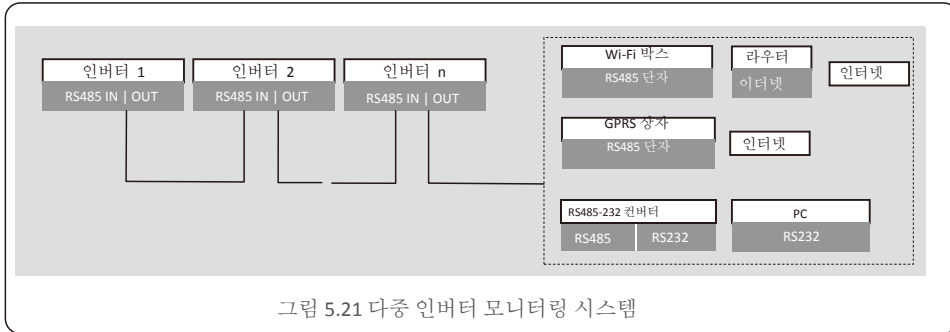 인버터 1
RS485 IN | OUT
인버터 2
RS485 IN | OUT
인버터 n
RS485 IN | OUT
Wi-Fi 박스
RS485 단자
라우터
이더넷
인터넷
GPRS 상자
RS485 단자
인터넷
RS485-232 컨버터
RS485
RS232
PC
RS232
그림 5.21 다중 인버터 모니터링 시스템